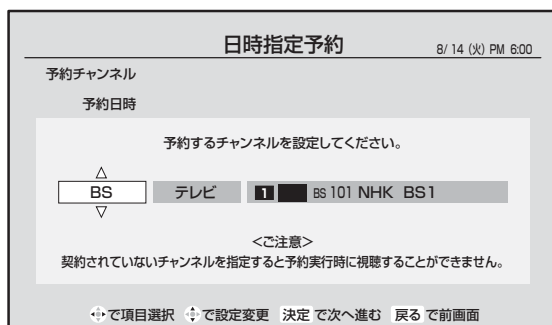 日時指定予約 8/ 14 (火) PM 6:00
予約チャンネル
予約日時
予約するチャンネルを設定してください。
BS テレビ 1 BS 101 NHK BS1
<ご注意>
契約されていないチャンネルを指定すると予約実行時に視聴することができません。
で項目選択 で設定変更 決定 で次へ進む 戻る で前画面